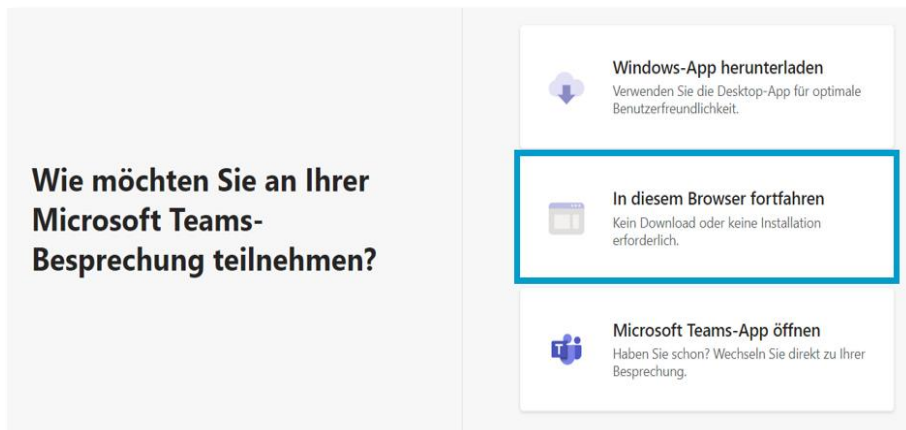 Wie möchten Sie an Ihrer
Microsoft Teams-
Besprechung teilnehmen?
Windows-App herunterladen
Verwenden Sie die Desktop-App für optimale
Benutzerfreundlichkeit.
In diesem Browser fortfahren
Kein Download oder keine Installation
erforderlich.
Microsoft Teams-App öffnen
Haben Sie schon? Wechseln Sie direkt zu Ihrer
Besprechung.